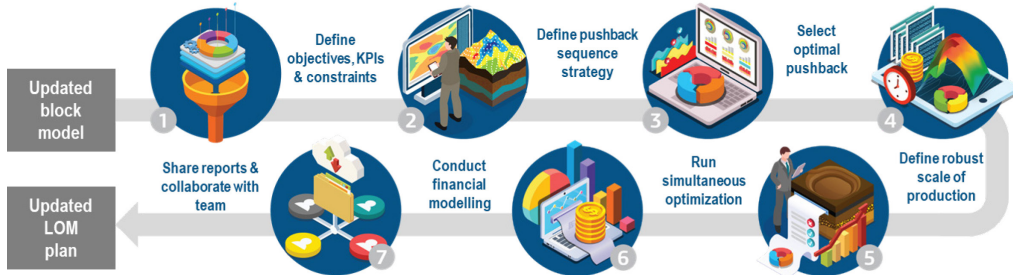 Updated
block
model
1
Define
objectives, KPIs
& constraints
2
Define pushback
sequence
strategy
3
Select
optimal
pushback
4
Define robust
scale of
production
5
Run
simultaneous
optimization
6
Conduct
financial
modelling
7
Share reports &
collaborate with
team
Updated
LOM
plan